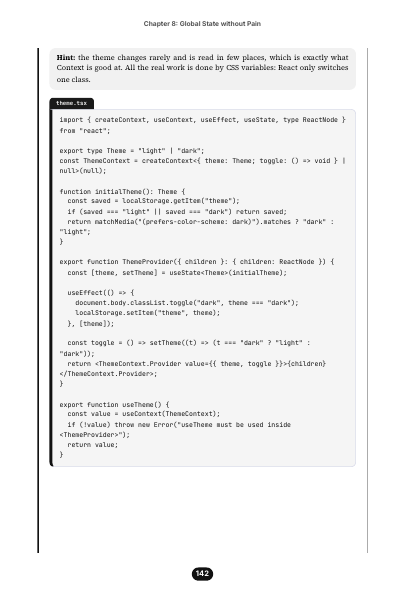 Chapter 8: Global State without Pain
Hint: the theme changes rarely and is read in few places, which is exactly what
Context is good at. All the real work is done by CSS variables: React only switches
one class.
theme.tsx
import { createContext, useContext, useEffect, useState, type ReactNode }
from "react";
export type Theme = "light" | "dark";
const ThemeContext = createContext<{ theme: Theme; toggle: () => void } |
null>(null);
function initialTheme(): Theme {
  const saved = localStorage.getItem("theme");
  if (saved === "light" || saved === "dark") return saved;
  return matchMedia("(prefers-color-scheme: dark)").matches ? "dark" :
"light";
}
export function ThemeProvider({ children }: { children: ReactNode }) {
  const [theme, setTheme] = useState<Theme>(initialTheme);
  useEffect(() => {
    document.body.classList.toggle("dark", theme === "dark");
    localStorage.setItem("theme", theme);
  }, [theme]);
  const toggle = () => setTheme((t) => (t === "dark" ? "light" :
"dark"));
  return <ThemeContext.Provider value={{ theme, toggle }}>{children}
</ThemeContext.Provider>;
}
export function useTheme() {
  const value = useContext(ThemeContext);
  if (!value) throw new Error("useTheme must be used inside
<ThemeProvider>");
  return value;
}
142